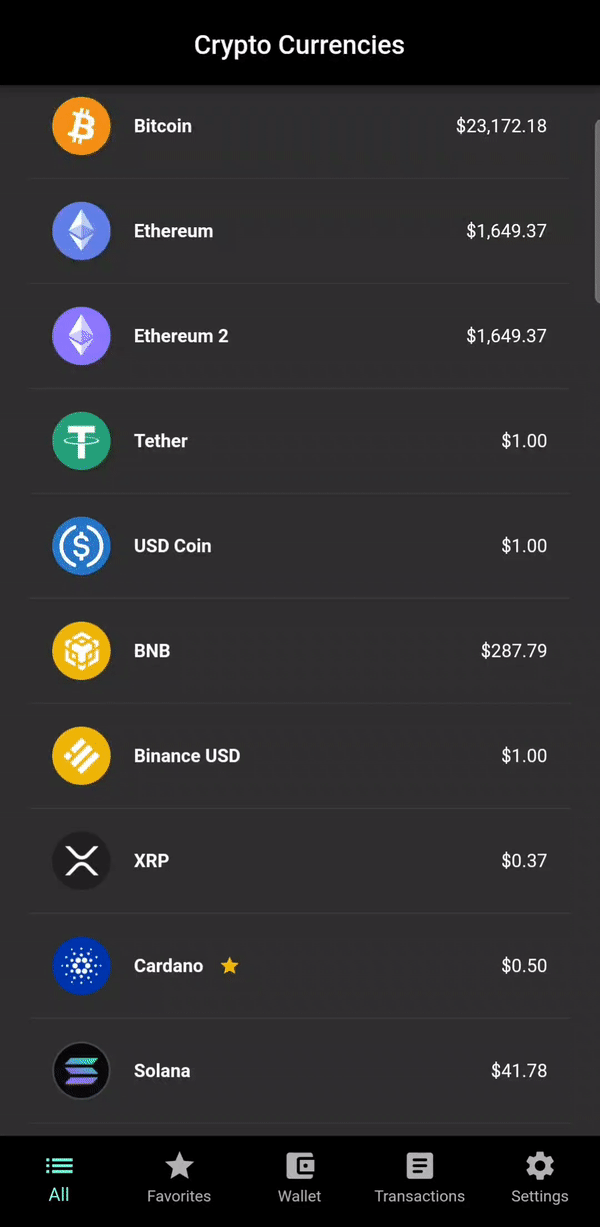 Crypto Currencies
Bitcoin $23,172.18
Ethereum $1,649.37
Ethereum 2 $1,649.37
Tether $1.00
USD Coin $1.00
BNB $287.79
Binance USD $1.00
XRP $0.37
Cardano $0.50
Solana $41.78
All Favorites Wallet Transactions Settings